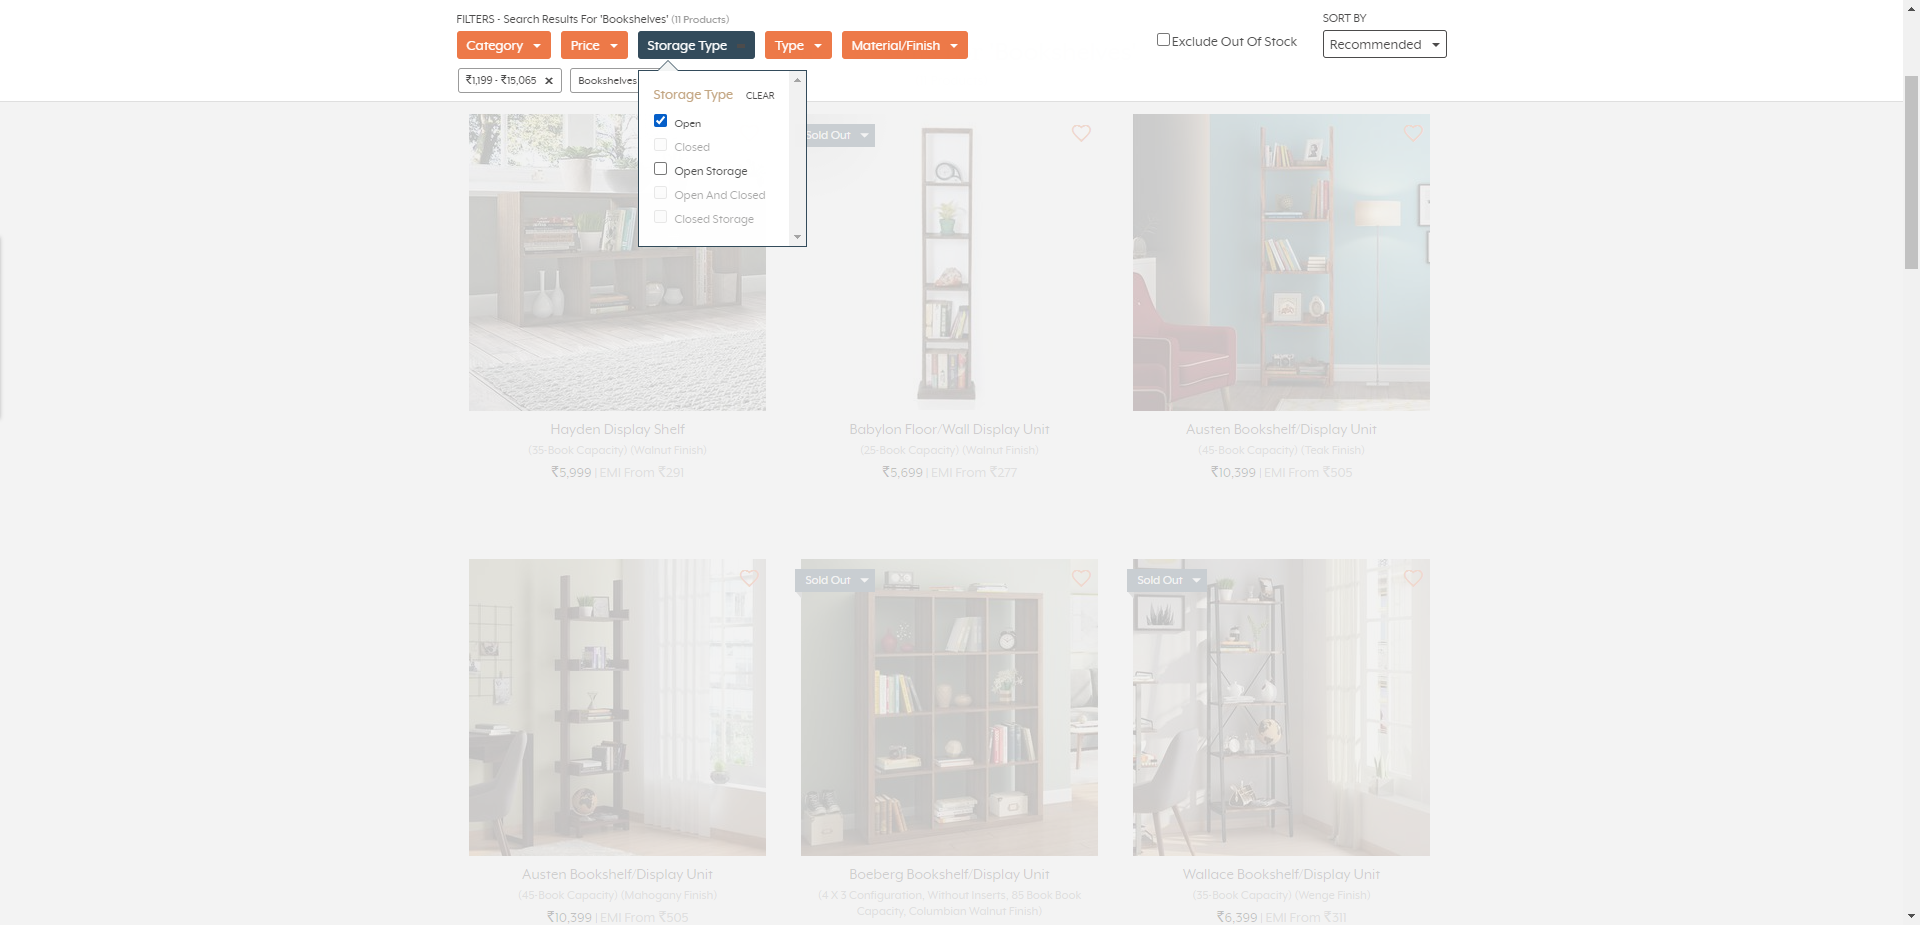 FILTERS - Search Results For 'Bookshelves' (11 Products)
SORT BY
Category
Price
Storage Type
Type
Material/Finish
Exclude Out Of Stock
Recommended
₹1,199 - ₹15,065
Bookshelves
Storage Type CLEAR
Open
Closed
Open Storage
Open And Closed
Closed Storage
Sold Out
Hayden Display Shelf
(35-Book Capacity) (Walnut Finish)
₹5,999 | EMI From ₹291
Babylon Floor/Wall Display Unit
(25-Book Capacity) (Walnut Finish)
₹5,699 | EMI From ₹277
Austen Bookshelf/Display Unit
(45-Book Capacity) (Teak Finish)
₹10,399 | EMI From ₹505
Sold Out
Sold Out
Austen Bookshelf/Display Unit
(45-Book Capacity) (Mahogany Finish)
₹10,399 | EMI From ₹505
Boeberg Bookshelf/Display Unit
(4 X 3 Configuration, Without Inserts, 85 Book Book
Capacity, Columbian Walnut Finish)
Wallace Bookshelf/Display Unit
(35-Book Capacity) (Wenge Finish)
₹6,399 | EMI From ₹311